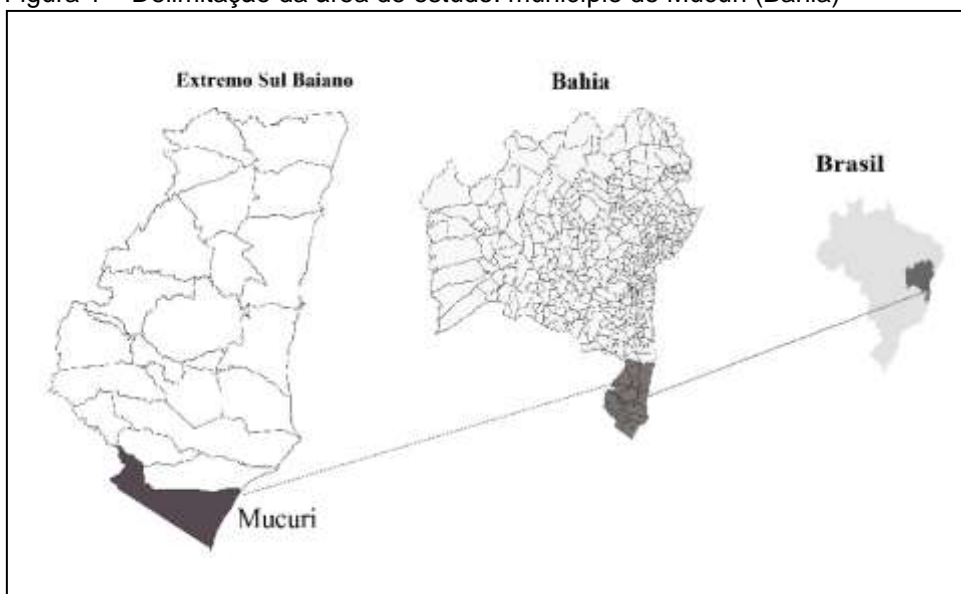 Figura 1 – Delimitação da área de estudo: município de Mucuri (Bahia)
Extremo Sul Baiano
Bahia
Brasil
Mucuri